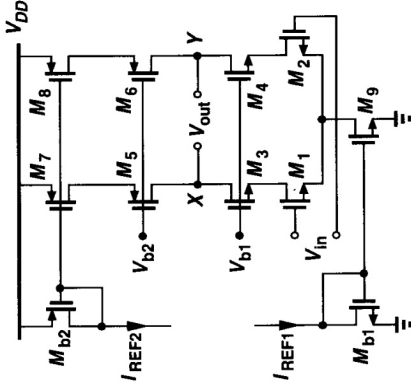 V_DD
M_7
M_8
M_b2
M_5
M_6
V_b2
I_REF2
X
V_out
Y
V_b1
M_3
M_4
I_REF1
M_1
M_2
V_in
M_b1
M_9